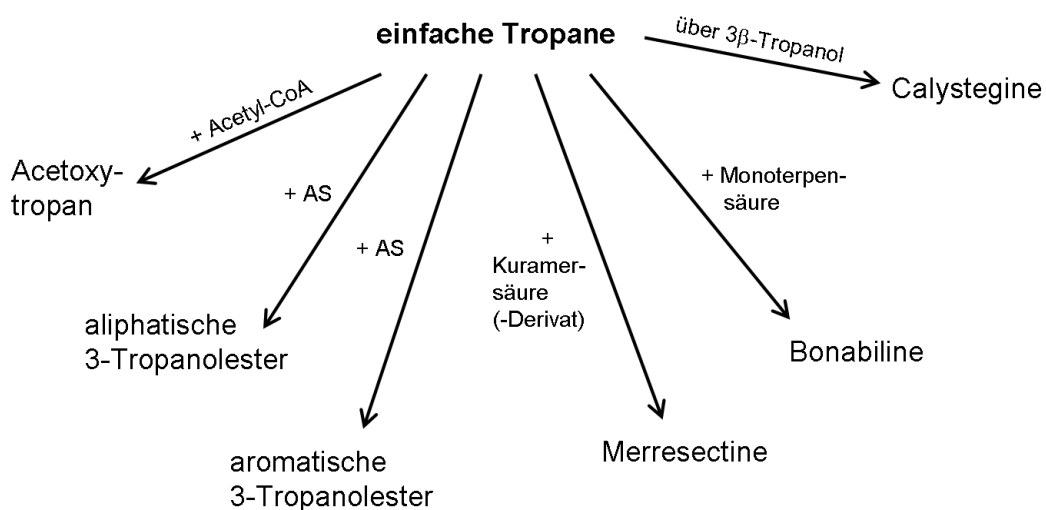 einfache Tropane
über 3β-Tropanol
Calystegine
+ Acetyl-CoA
Acetoxy-
tropan
+ AS
+ AS
+
Kuramer-
säure
(-Derivat)
+ Monoterpen-
säure
aliphatische
3-Tropanolester
Bonabiline
aromatische
3-Tropanolester
Merresectine